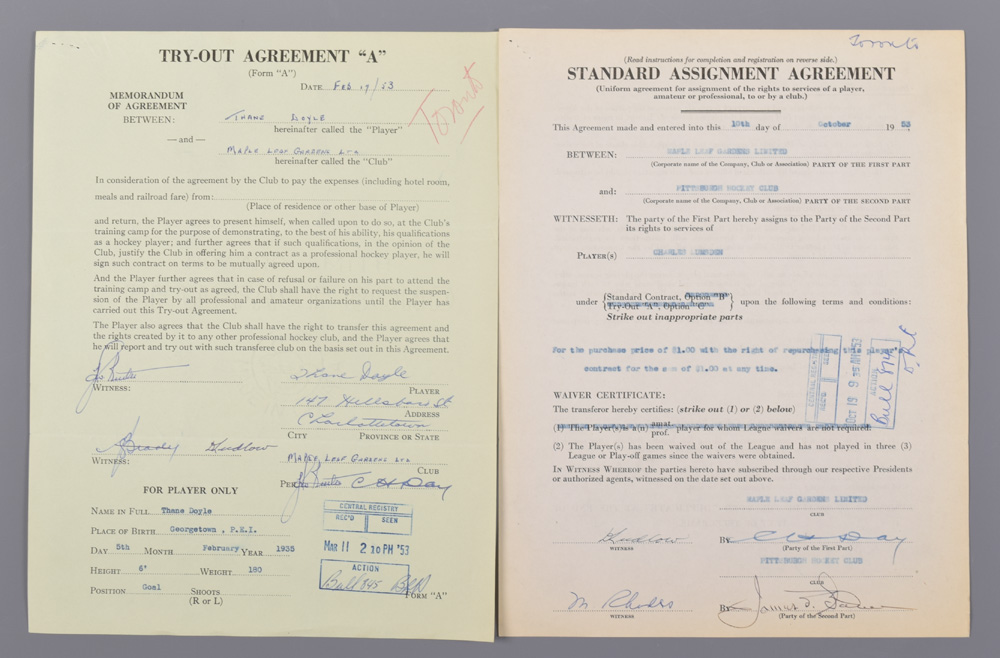 TRY-OUT AGREEMENT “A”
(Form “A”)
DATE Feb 17/53
Toronto
MEMORANDUM
OF AGREEMENT
BETWEEN:
Thane Doyle
hereinafter called the "Player"
— and —
Maple Leaf Gardens Ltd
hereinafter called the "Club"
In consideration of the agreement by the Club to pay the expenses (including hotel room,
meals and railroad fare) from:
(Place of residence or other base of Player)
and return, the Player agrees to present himself, when called upon to do so, at the Club's
training camp for the purpose of demonstrating, to the best of his ability, his qualifications
as a hockey player; and further agrees that if such qualifications, in the opinion of the
Club, justify the Club in offering him a contract as a professional hockey player, he will
sign such contract on terms to be mutually agreed upon.
And the Player further agrees that in case of refusal or failure on his part to attend the
training camp and try-out as agreed, the Club shall have the right to request the suspen-
sion of the Player by all professional and amateur organizations until the Player has
carried out this Try-Out Agreement.
The Player also agrees that the Club shall have the right to transfer this agreement and
the rights created by it to any other professional hockey club, and the Player agrees that
he will report and try out with such transferee club on the basis set out in this Agreement.
WITNESS:
Thane Doyle
PLAYER
147 Hillsboro St
ADDRESS
Charlottetown
CITY PROVINCE OR STATE
Ludlow
WITNESS:
Maple Leaf Gardens Ltd
CLUB
PER C H Day
FOR PLAYER ONLY
NAME IN FULL Thane Doyle
PLACE OF BIRTH Georgetown, P.E.I.
DAY 5th MONTH February YEAR 1935
HEIGHT 6' WEIGHT 180
POSITION Goal SHOOTS
(R or L)
CENTRAL REGISTRY
REC'D SEEN
MAR 11 2 10 PM '53
ACTION
Bull
FORM "A"
Toronto
(Read instructions for completion and registration on reverse side.)
STANDARD ASSIGNMENT AGREEMENT
(Uniform agreement for assignment of the rights to services of a player,
amateur or professional, to or by a club.)
This Agreement made and entered into this 10th day of October 1953
BETWEEN: MAPLE LEAF GARDENS LIMITED
(Corporate name of the Company, Club or Association) PARTY OF THE FIRST PART
and: PITTSBURGH HOCKEY CLUB
(Corporate name of the Company, Club or Association) PARTY OF THE SECOND PART
WITNESSETH: The party of the First Part hereby assigns to the Party of the Second Part
its rights to services of
PLAYER(S) CHARLES
under {Standard Contract, Option "B"} upon the following terms and conditions:
{Try-Out "A", Option "C"}
Strike out inappropriate parts
For the purchase price of $1.00 with the right of repurchasing this player
contract for the sum of $1.00 at any time.
CENTRAL REGISTRY
REC'D SEEN
OCT 19 9 AM '53
ACTION
Bull
WAIVER CERTIFICATE:
The transferor hereby certifies: (strike out (1) or (2) below)
(1) The Player(s) is a(n) amat. prof. player for whom League waivers are not required:
(2) The Player(s) has been waived out of the League and has not played in three (3)
League or Play-off games since the waivers were obtained.
IN WITNESS WHEREOF the parties hereto have subscribed through our respective Presidents
or authorized agents, witnessed on the date set out above.
MAPLE LEAF GARDENS LIMITED
CLUB
Ludlow BY C H Day
WITNESS (Party of the First Part)
PITTSBURGH HOCKEY CLUB
CLUB
M Rhodes BY James
WITNESS (Party of the Second Part)